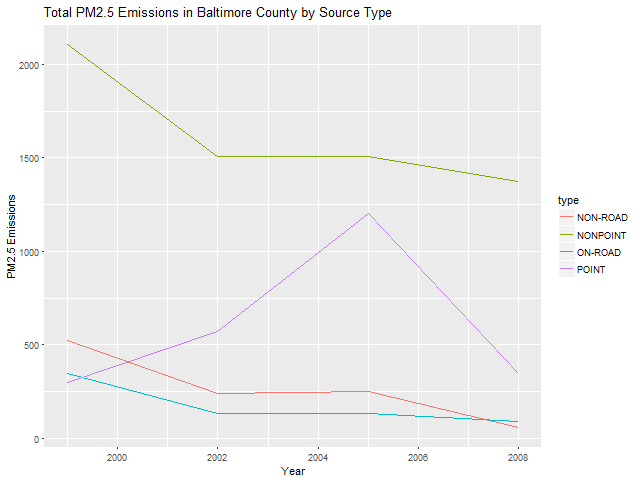 Total PM2.5 Emissions in Baltimore County by Source Type
PM2.5 Emissions
2000
1500
1000
500
0
2000
2002
2004
2006
2008
Year
type
NON-ROAD
NONPOINT
ON-ROAD
POINT